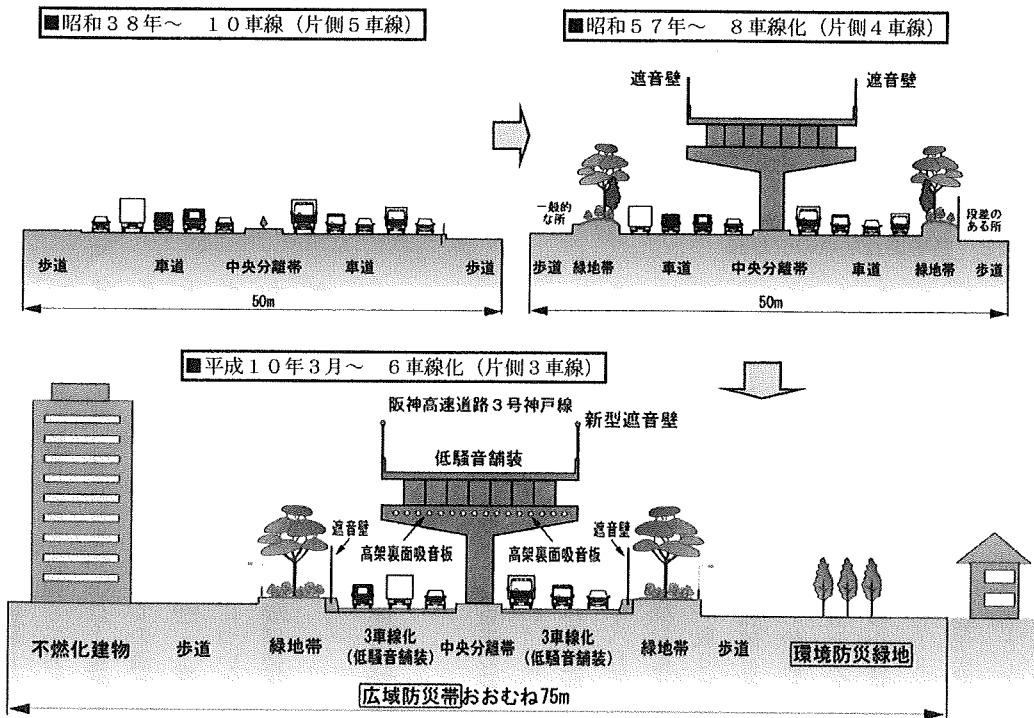 ■昭和３８年～　１０車線（片側５車線）
歩道 車道 中央分離帯 車道 歩道
50m
■昭和５７年～　８車線化（片側４車線）
遮音壁 遮音壁
一般的
な所
段差の
ある所
歩道 緑地帯 車道 中央分離帯 車道 緑地帯 歩道
50m
■平成１０年３月～　６車線化（片側３車線）
阪神高速道路３号神戸線
新型遮音壁
低騒音舗装
遮音壁 遮音壁
高架裏面吸音板 高架裏面吸音板
不燃化建物 歩道 緑地帯 3車線化 中央分離帯 3車線化 緑地帯 歩道 環境防災緑地
(低騒音舗装) (低騒音舗装)
広域防災帯おおむね75m